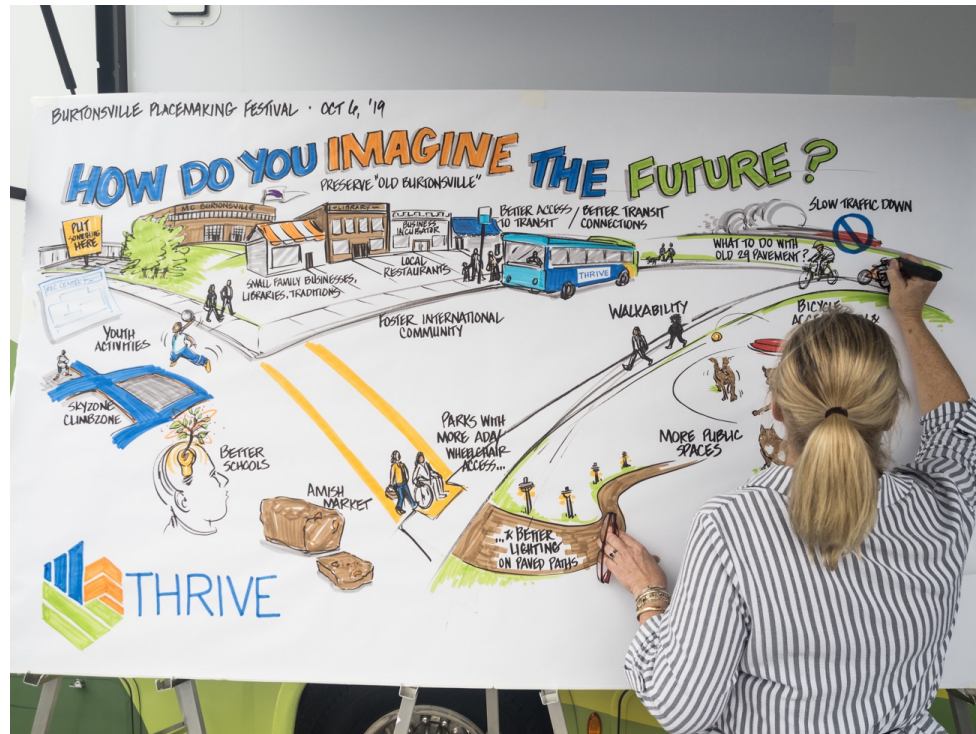 BURTONSVILLE PLACEMAKING FESTIVAL · OCT 6, '19
HOW DO YOU IMAGINE THE FUTURE?
PRESERVE "OLD BURTONSVILLE"
PUT
SOMETHING
HERE
MC BURTONSVILLE
LIBRARY
BUSINESS
INCUBATOR
LOCAL
RESTAURANTS
SMALL FAMILY BUSINESSES,
LIBRARIES, TRADITIONS
BETTER ACCESS / BETTER TRANSIT
TO TRANSIT / CONNECTIONS
THRIVE
SLOW TRAFFIC DOWN
WHAT TO DO WITH
OLD 29 PAVEMENT?
FOSTER INTERNATIONAL
COMMUNITY
WALKABILITY
BICYCLE
YOUTH
ACTIVITIES
SKYZONE
CLIMBZONE
BETTER
SCHOOLS
AMISH
MARKET
PARKS WITH
MORE ADA/
WHEELCHAIR
ACCESS...
MORE PUBLIC
SPACES
...& BETTER
LIGHTING
ON PAVED PATHS
THRIVE